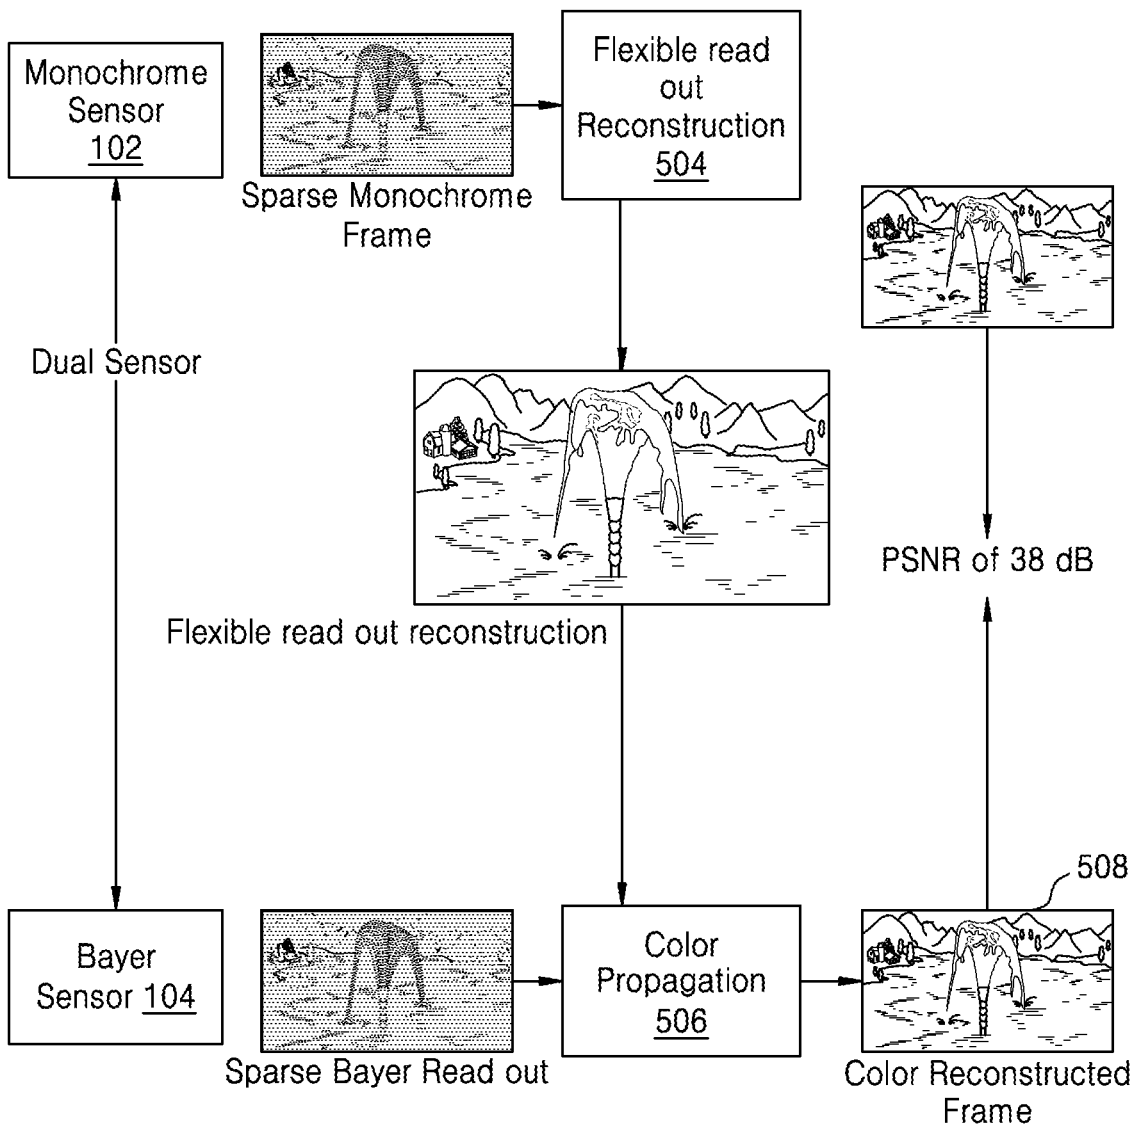 Monochrome
Sensor
102
Sparse Monochrome
Frame
Flexible read
out
Reconstruction
504
Dual Sensor
Flexible read out reconstruction
PSNR of 38 dB
508
Bayer
Sensor 104
Sparse Bayer Read out
Color
Propagation
506
Color Reconstructed
Frame